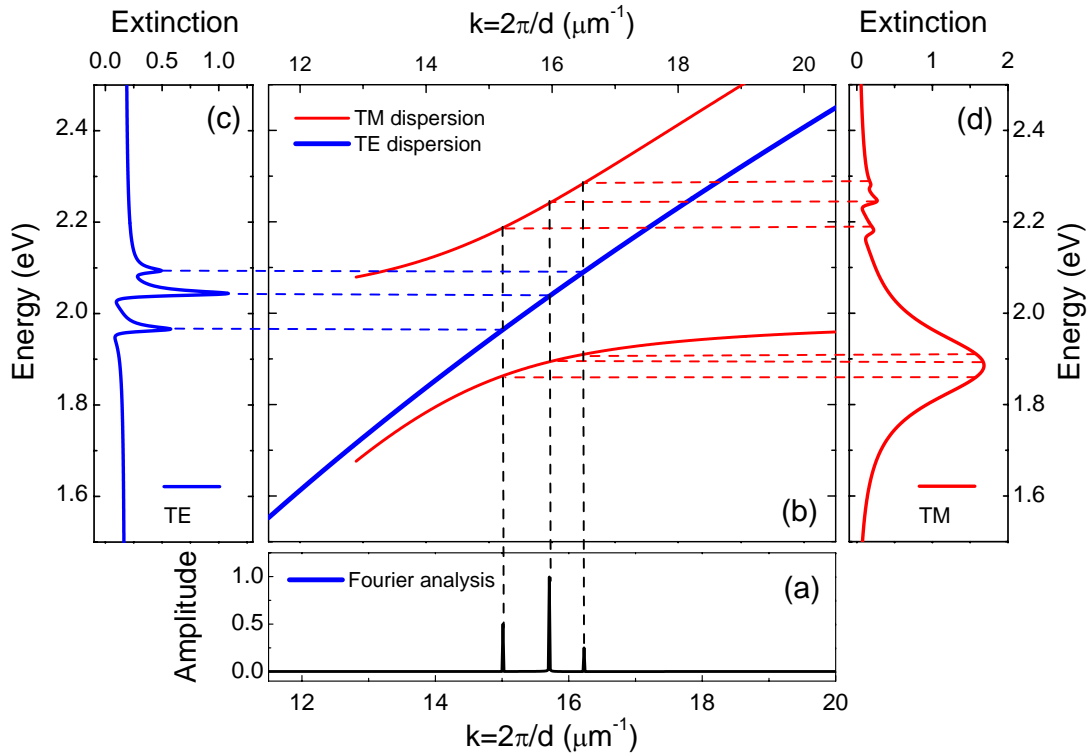 Extinction
k=2π/d (μm⁻¹)
Extinction
0.0 0.5 1.0
12 14 16 18 20
0 1 2
(c)
TM dispersion
TE dispersion
(d)
2.4
2.2
2.0
1.8
1.6
Energy (eV)
2.4
2.2
2.0
1.8
1.6
Energy (eV)
TE
(b)
TM
Amplitude
1.0
0.5
0.0
Fourier analysis
(a)
12 14 16 18 20
k=2π/d (μm⁻¹)